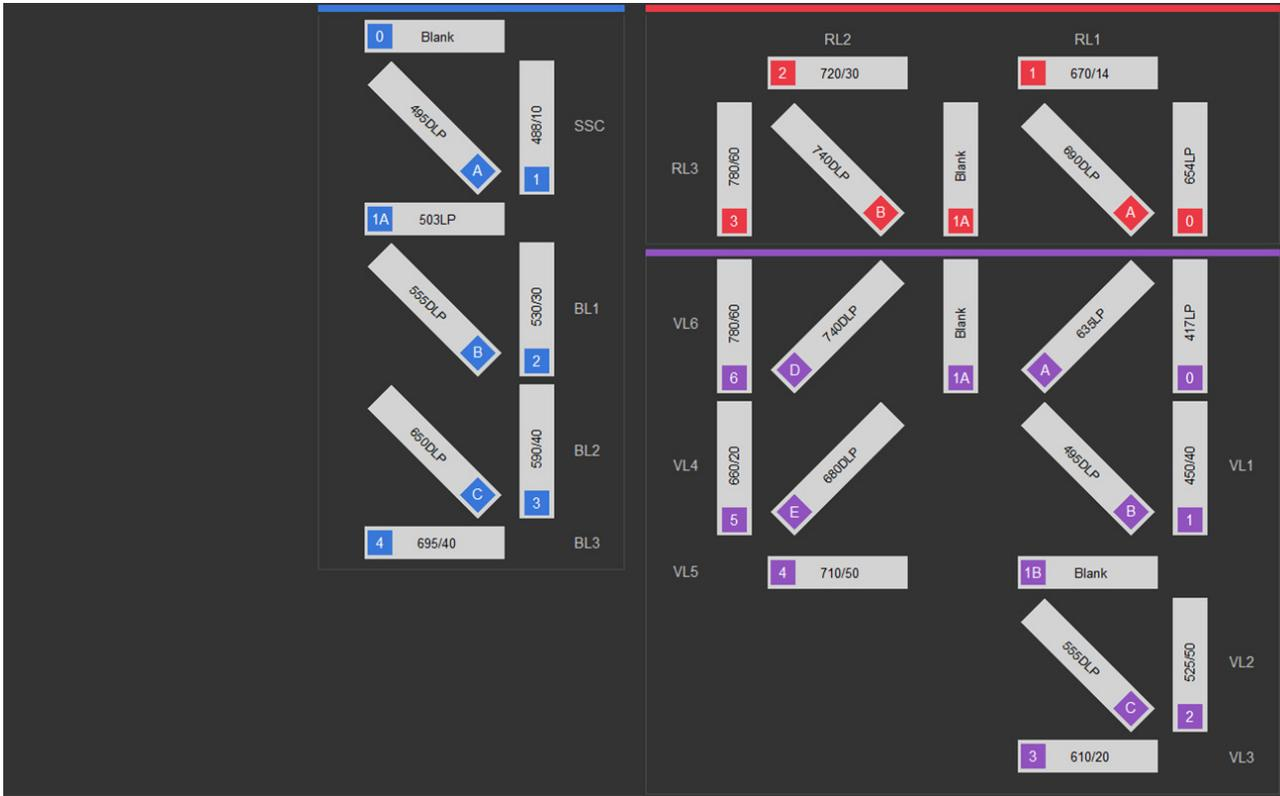 0 Blank
495DLP A
488/10 1
SSC
1A 503LP
555DLP B
530/30 2
BL1
650DLP C
590/40 3
BL2
4 695/40
BL3
RL2
RL1
2 720/30
1 670/14
RL3
780/60 3
740DLP B
Blank 1A
690DLP A
654LP 0
VL6
780/60 6
740DLP D
Blank 1A
635LP A
417LP 0
VL4
660/20 5
680DLP E
495DLP B
450/40 1
VL1
VL5
4 710/50
1B Blank
555DLP C
525/50 2
VL2
3 610/20
VL3